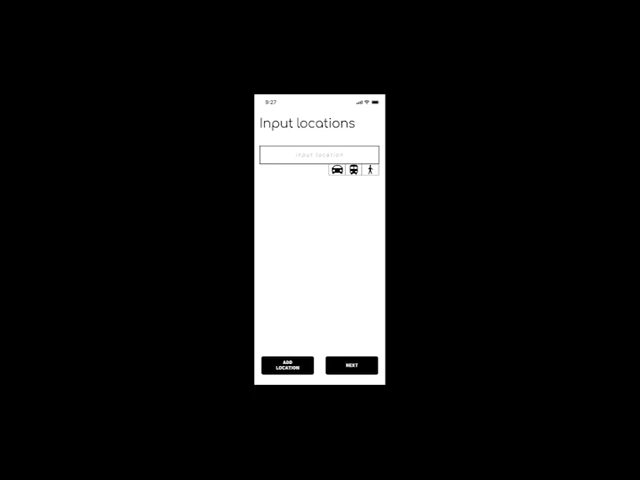 9:27
Input locations
Input location
ADD
LOCATION
NEXT